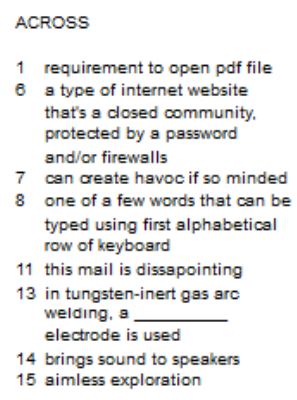 ACROSS
1 requirement to open pdf file
6 a type of internet website
that's a closed community,
protected by a password
and/or firewalls
7 can create havoc if so minded
8 one of a few words that can be
typed using first alphabetical
row of keyboard
11 this mail is dissapointing
13 in tungsten-inert gas arc
welding, a __________
electrode is used
14 brings sound to speakers
15 aimless exploration